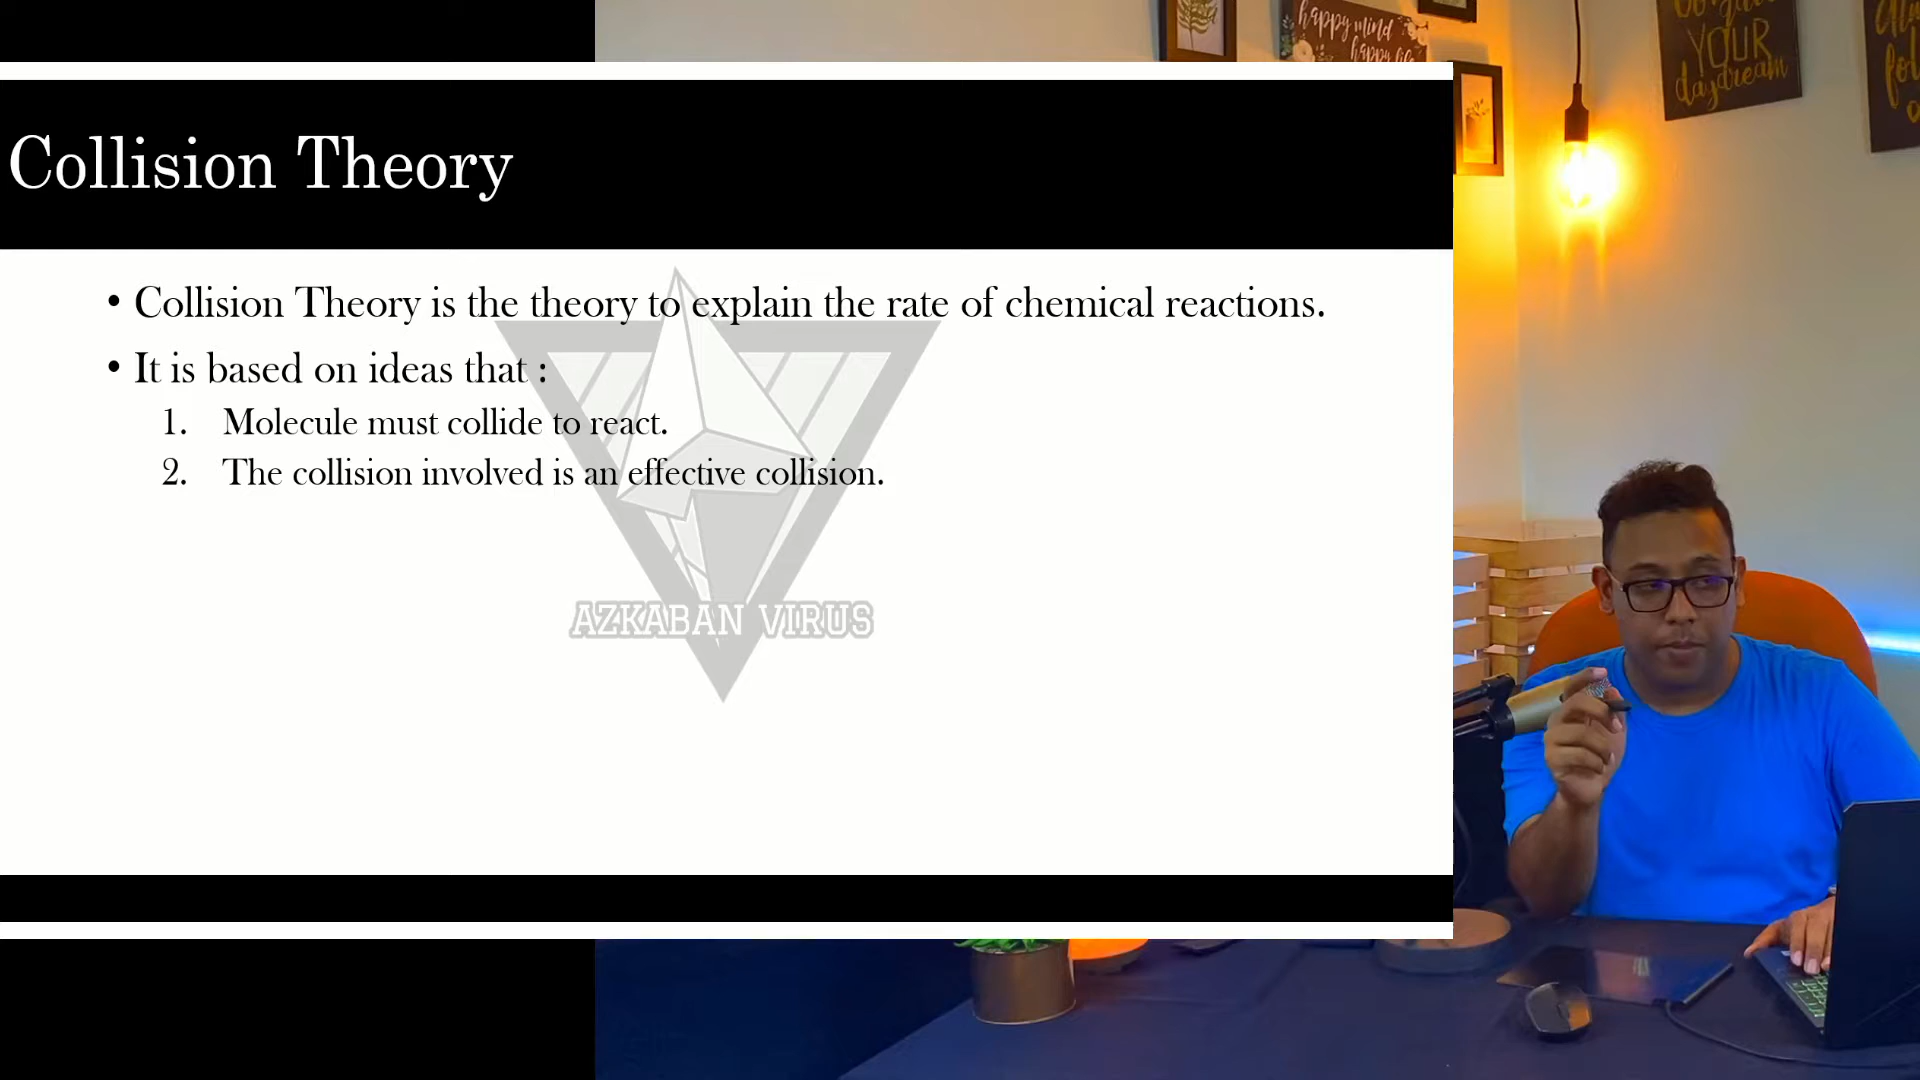 happy mind
happy life
YOUR
daydream
Collision Theory
• Collision Theory is the theory to explain the rate of chemical reactions.
• It is based on ideas that :
1. Molecule must collide to react.
2. The collision involved is an effective collision.
AZKABAN VIRUS